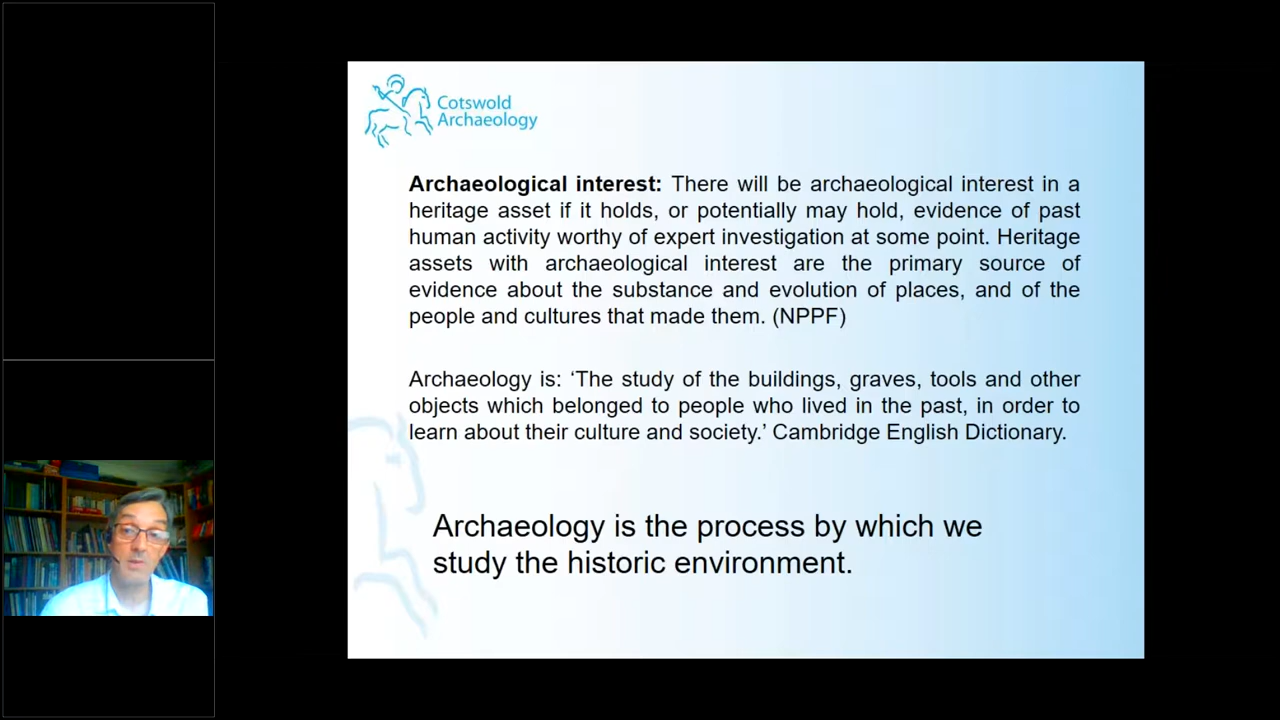 Cotswold
Archaeology
Archaeological interest: There will be archaeological interest in a
heritage asset if it holds, or potentially may hold, evidence of past
human activity worthy of expert investigation at some point. Heritage
assets with archaeological interest are the primary source of
evidence about the substance and evolution of places, and of the
people and cultures that made them. (NPPF)
Archaeology is: ‘The study of the buildings, graves, tools and other
objects which belonged to people who lived in the past, in order to
learn about their culture and society.’ Cambridge English Dictionary.
Archaeology is the process by which we
study the historic environment.